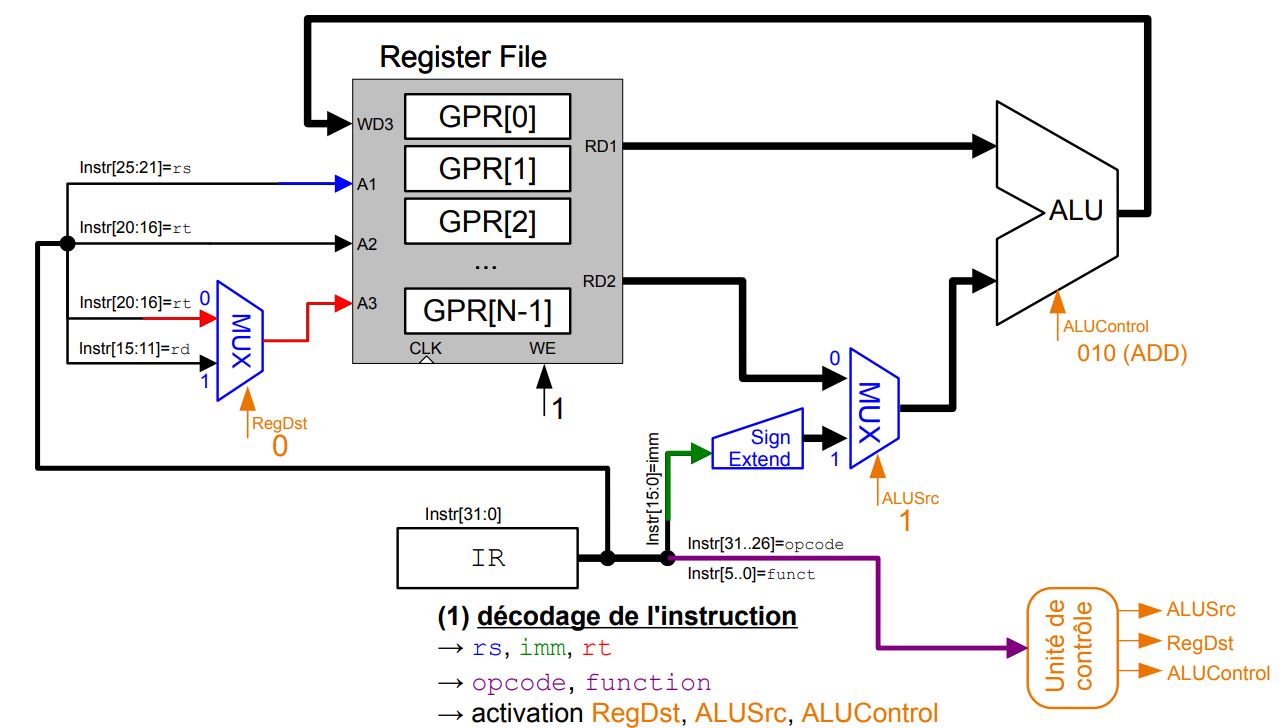 Register File
WD3
GPR[0]
RD1
Instr[25:21]=rs
A1
GPR[1]
Instr[20:16]=rt
A2
GPR[2]
ALU
...
RD2
Instr[20:16]=rt
0
A3
GPR[N-1]
MUX
Instr[15:11]=rd
1
CLK
WE
ALUControl
010 (ADD)
RegDst
0
1
0
MUX
Sign
Extend
1
ALUSrc
1
Instr[15:0]=imm
Instr[31:0]
IR
Instr[31..26]=opcode
Instr[5..0]=funct
(1) décodage de l'instruction
→ rs, imm, rt
→ opcode, function
→ activation RegDst, ALUSrc, ALUControl
Unité de
contrôle
ALUSrc
RegDst
ALUControl